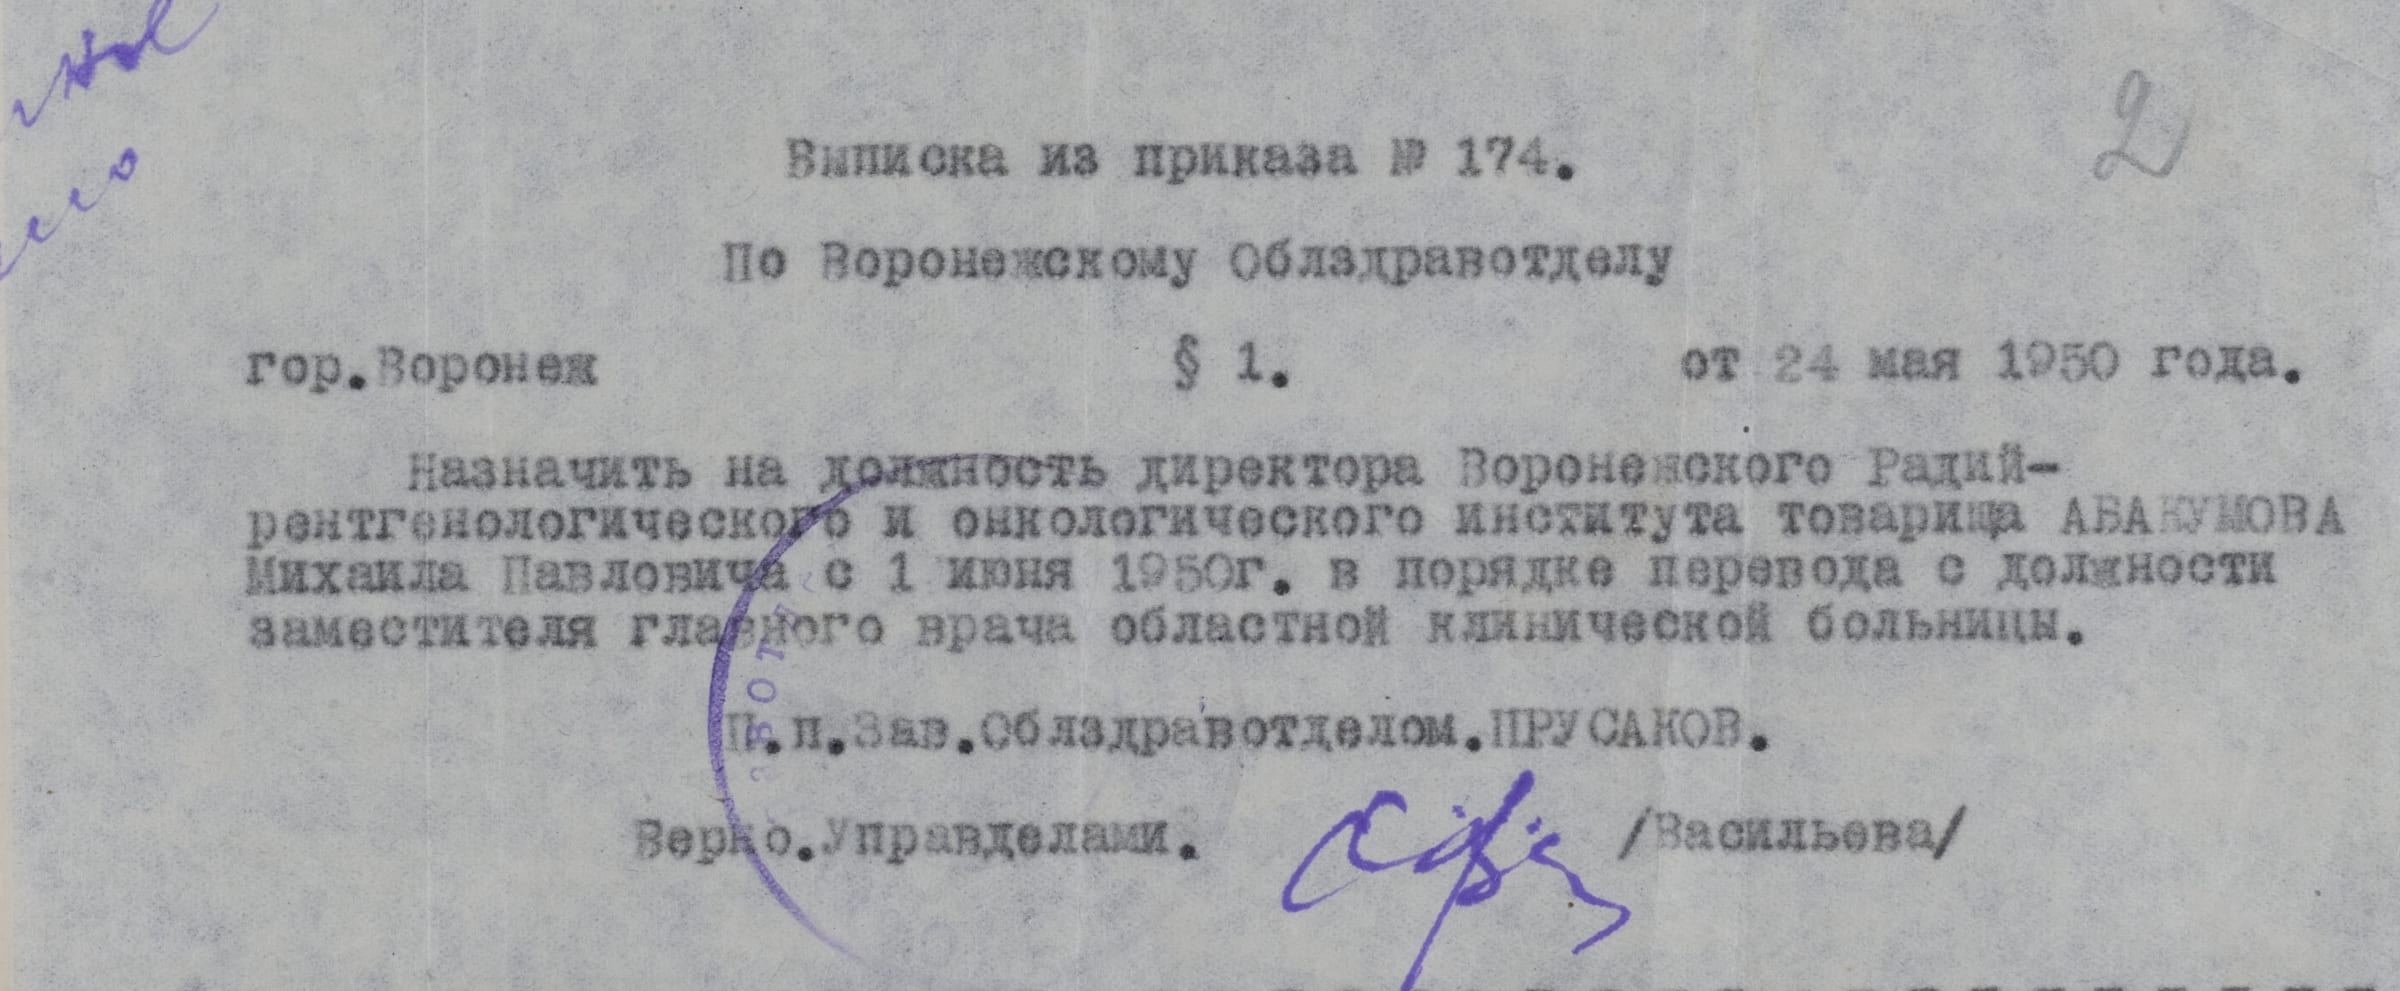 2
Выписка из приказа № 174.
По Воронежскому Облздравотделу
гор.Воронеж § 1. от 24 мая 1950 года.
Назначить на должность директора Воронежского Радий-
рентгенологического и онкологического института товарища АБАКУМОВА
Михаила Павловича с 1 июня 1950г. в порядке перевода с должности
заместителя главного врача областной клинической больницы.
П.п.Зав.Облздравотделом.ПРУСАКОВ.
Верно.Управделами. /Васильева/